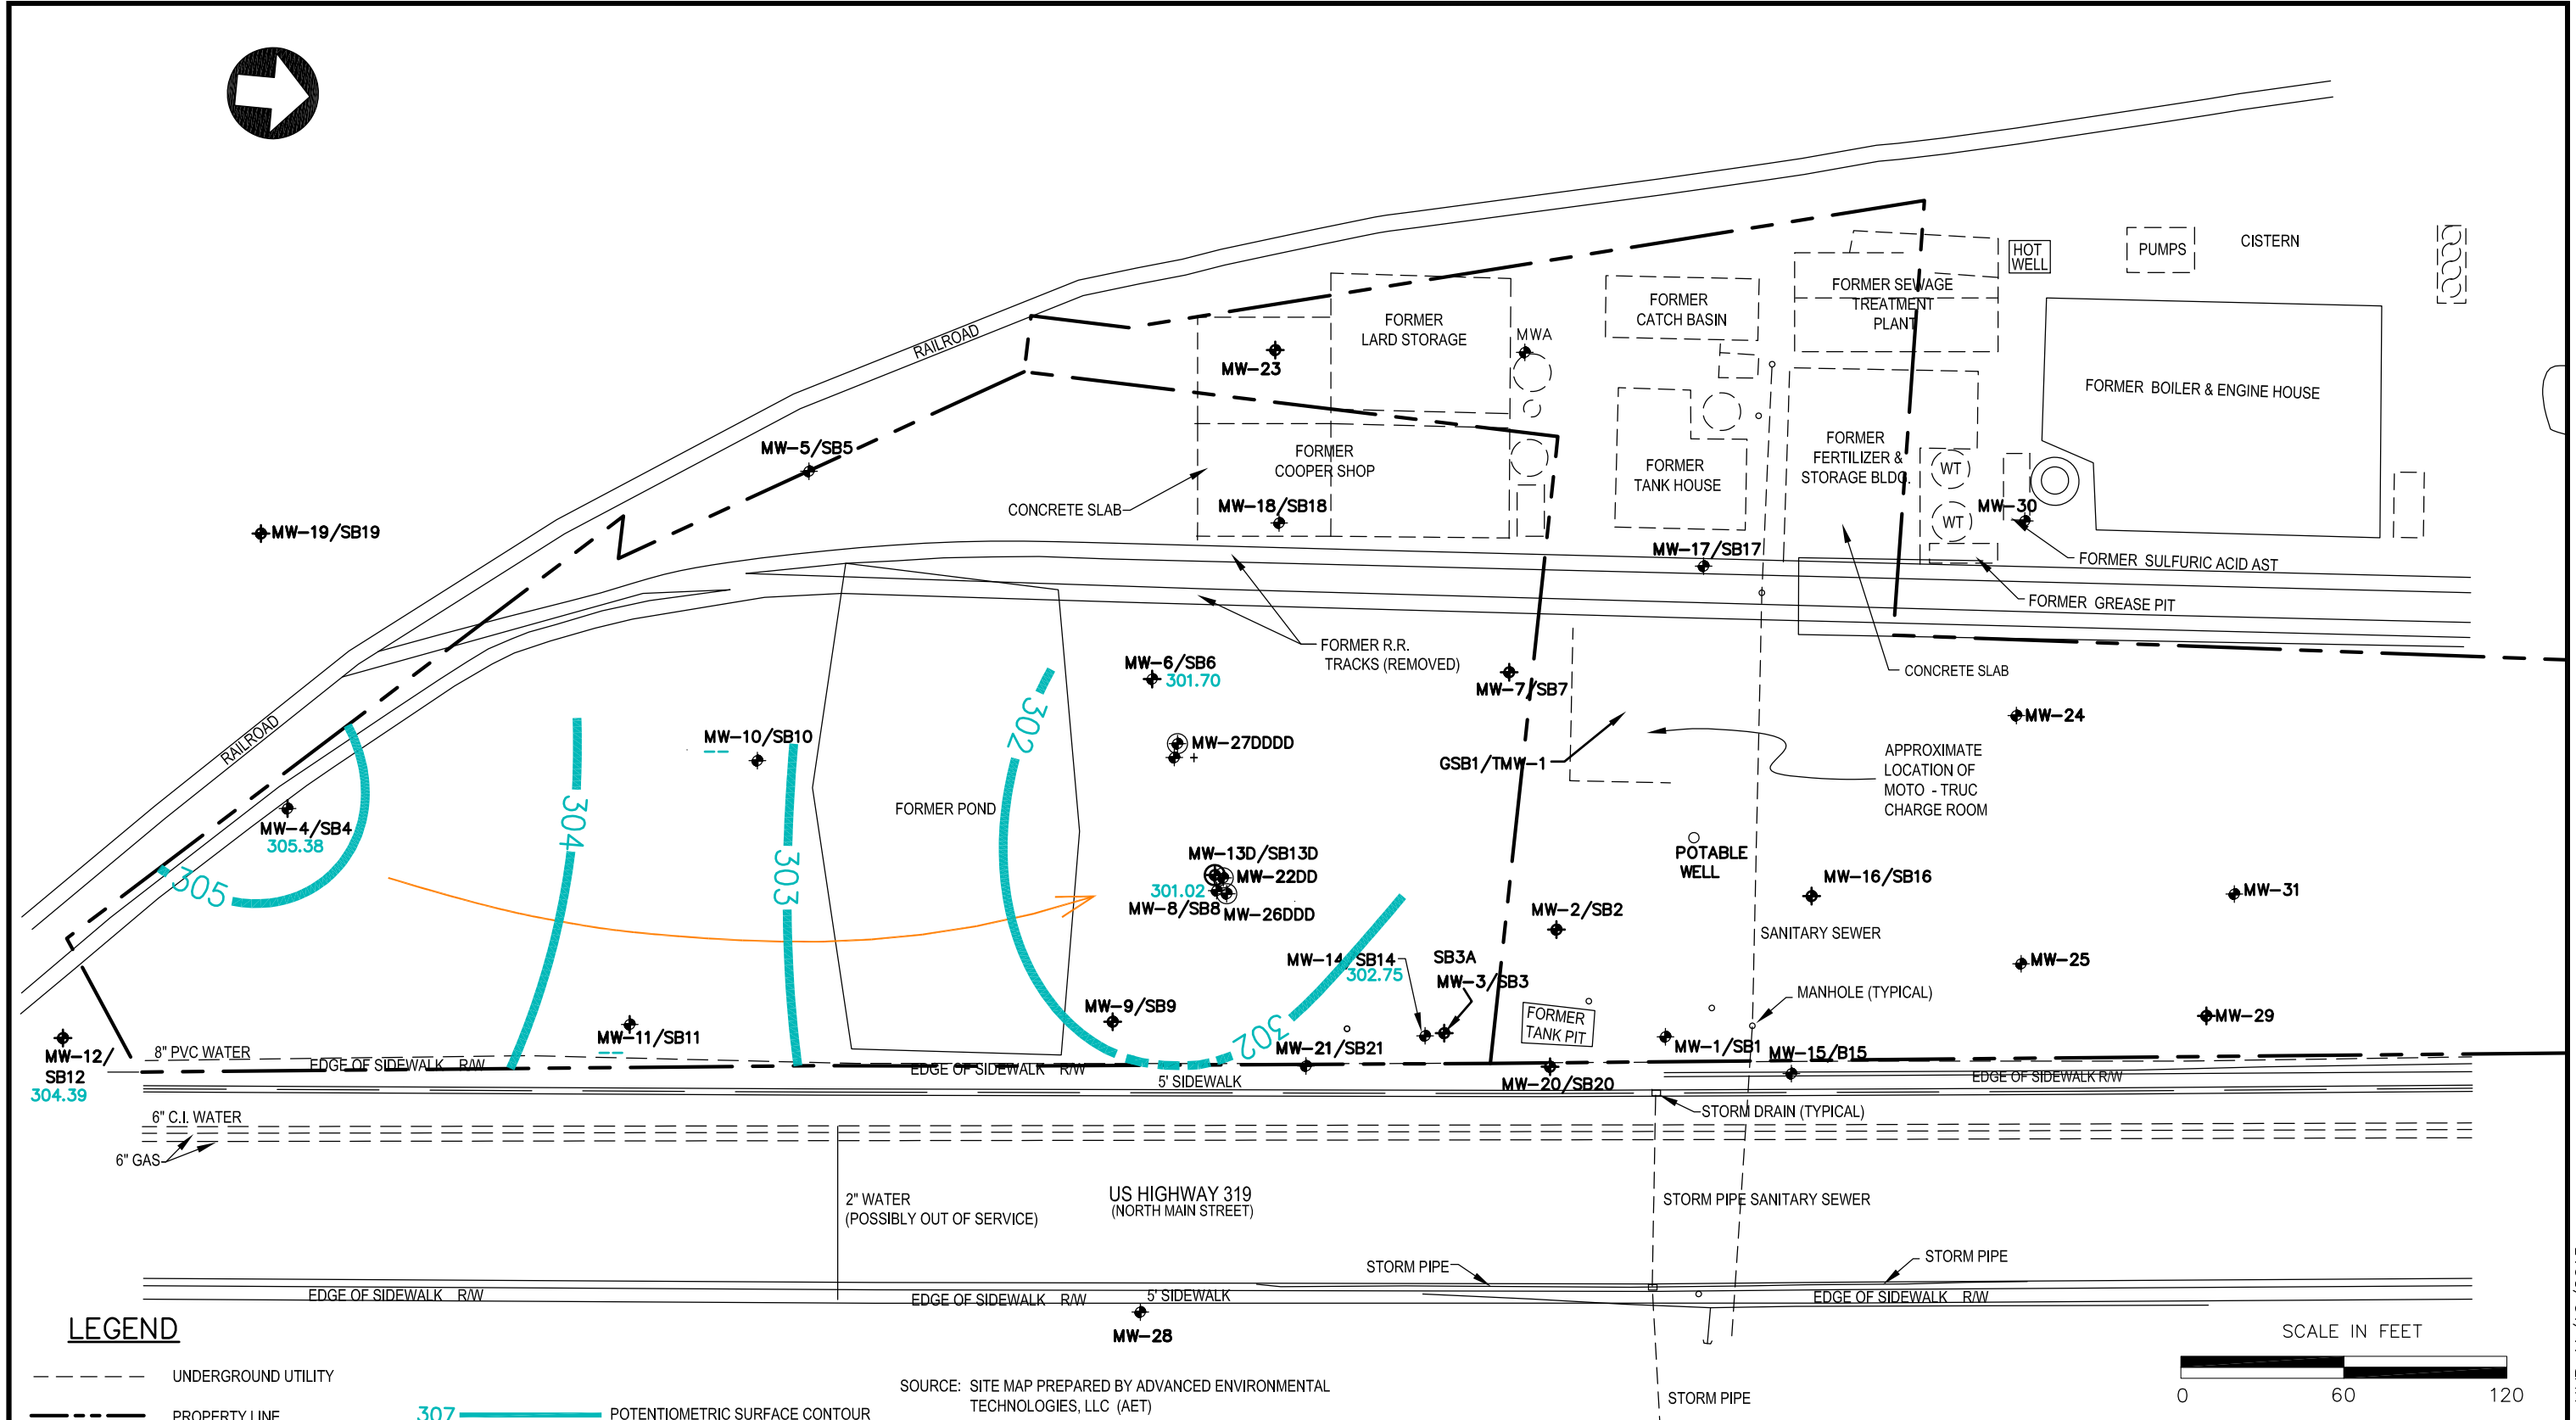 CISTERN
HOT
WELL
PUMPS
FORMER SEWAGE
TREATMENT
PLANT
FORMER
CATCH BASIN
FORMER
LARD STORAGE
MWA
RAILROAD
MW-23
FORMER BOILER & ENGINE HOUSE
MW-5/SB5
FORMER
COOPER SHOP
FORMER
TANK HOUSE
FORMER
FERTILIZER &
STORAGE BLDG.
WT
WT
MW-30
CONCRETE SLAB
MW-18/SB18
MW-19/SB19
MW-17/SB17
FORMER SULFURIC ACID AST
FORMER GREASE PIT
FORMER R.R.
TRACKS (REMOVED)
CONCRETE SLAB
MW-6/SB6
301.70
MW-7/SB7
302
MW-24
RAILROAD
MW-10/SB10
--
MW-27DDDD
GSB1/TMW-1
APPROXIMATE
LOCATION OF
MOTO - TRUC
CHARGE ROOM
304
FORMER POND
MW-4/SB4
305.38
303
305
MW-13D/SB13D
MW-22DD
301.02
MW-8/SB8
MW-26DDD
POTABLE
WELL
MW-16/SB16
MW-31
MW-2/SB2
SANITARY SEWER
MW-14/SB14
302.75
SB3A
MW-3/SB3
MW-25
MANHOLE (TYPICAL)
MW-9/SB9
FORMER
TANK PIT
MW-29
302
MW-11/SB11
--
MW-21/SB21
MW-1/SB1
MW-15/B15
MW-12/
SB12
304.39
8" PVC WATER
EDGE OF SIDEWALK R/W
EDGE OF SIDEWALK R/W
5' SIDEWALK
MW-20/SB20
EDGE OF SIDEWALK R/W
6" C.I. WATER
STORM DRAIN (TYPICAL)
6" GAS
2" WATER
(POSSIBLY OUT OF SERVICE)
US HIGHWAY 319
(NORTH MAIN STREET)
STORM PIPE
SANITARY SEWER
STORM PIPE
STORM PIPE
EDGE OF SIDEWALK R/W
EDGE OF SIDEWALK R/W
5' SIDEWALK
EDGE OF SIDEWALK R/W
MW-28
LEGEND
SCALE IN FEET
0 60 120
UNDERGROUND UTILITY
PROPERTY LINE
307
POTENTIOMETRIC SURFACE CONTOUR
SOURCE: SITE MAP PREPARED BY ADVANCED ENVIRONMENTAL
TECHNOLOGIES, LLC (AET)
STORM PIPE